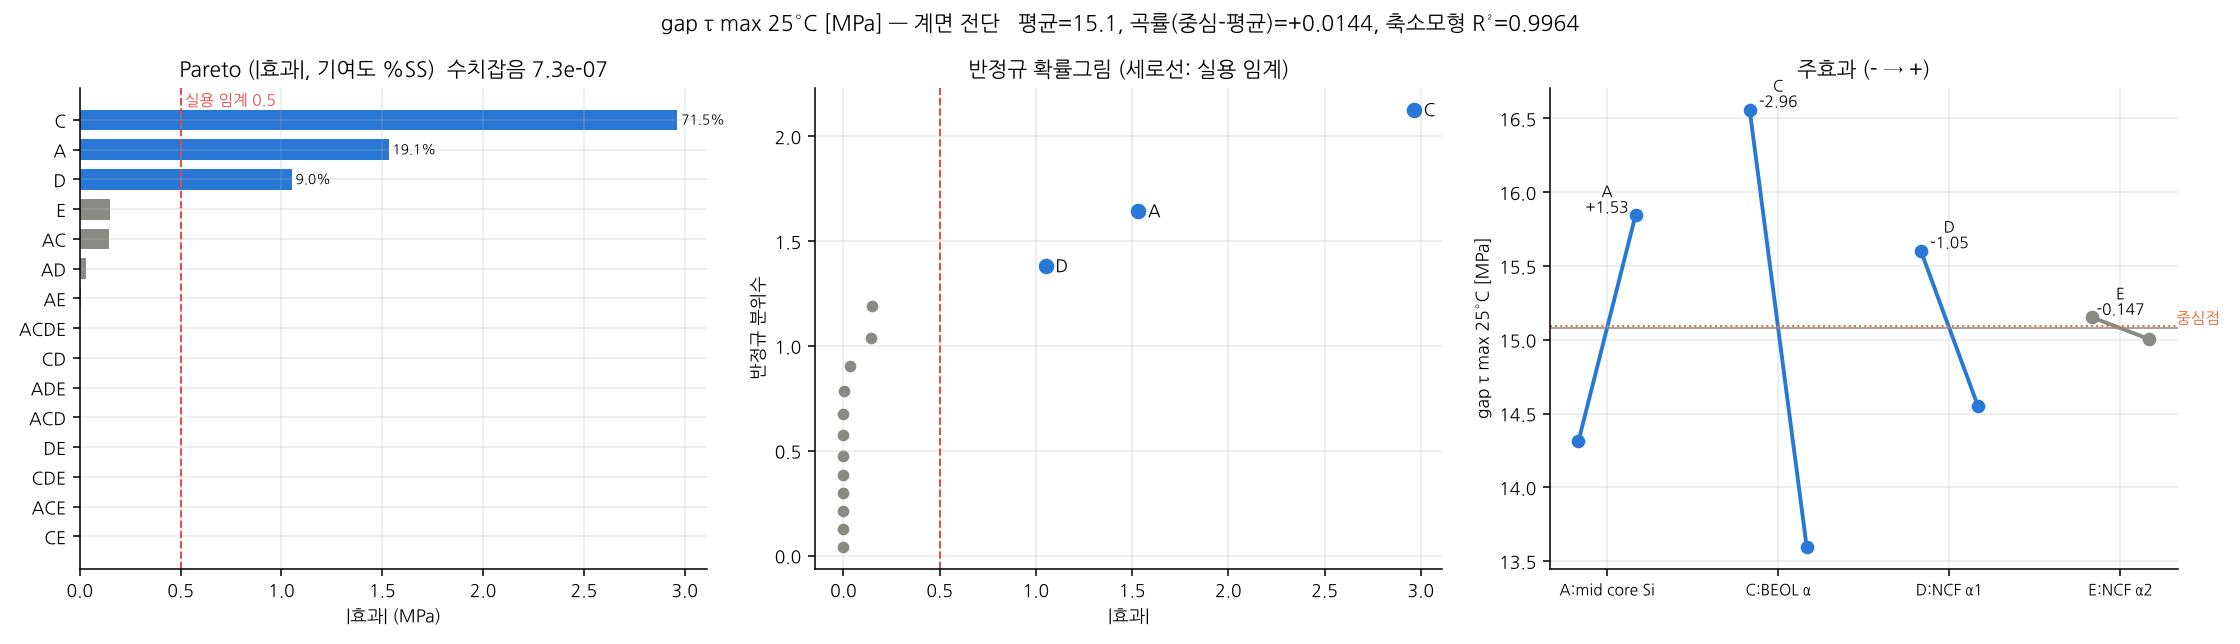 gap τ max 25°C [MPa] — 계면 전단   평균=15.1, 곡률(중심-평균)=+0.0144, 축소모형 R²=0.9964
Pareto (|효과|, 기여도 %SS)  수치잡음 7.3e-07
실용 임계 0.5
C
71.5%
A
19.1%
D
9.0%
E
AC
AD
AE
ACDE
CD
ADE
ACD
DE
CDE
ACE
CE
0.0 0.5 1.0 1.5 2.0 2.5 3.0
|효과| (MPa)
반정규 확률그림 (세로선: 실용 임계)
반정규 분위수
2.0
1.5
1.0
0.5
0.0
C
A
D
0.0 0.5 1.0 1.5 2.0 2.5 3.0
|효과|
주효과 (- → +)
gap τ max 25°C [MPa]
16.5
16.0
15.5
15.0
14.5
14.0
13.5
A
+1.53
C
-2.96
D
-1.05
E
-0.147
중심점
A:mid core Si C:BEOL α D:NCF α1 E:NCF α2